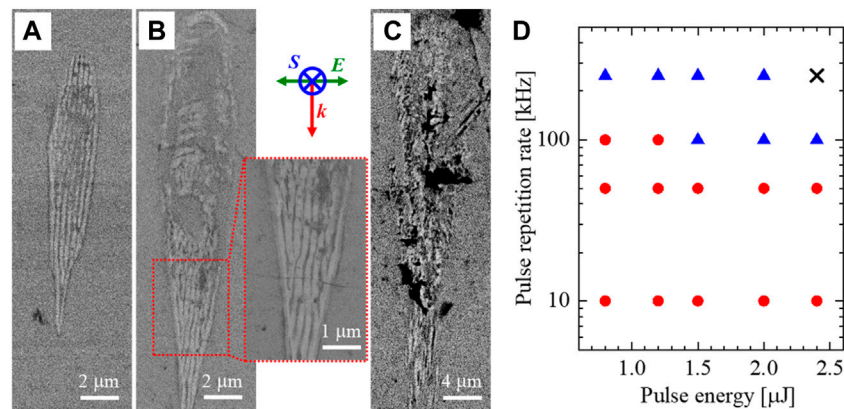 A
B
C
D
S
E
k
2 μm
2 μm
1 μm
4 μm
Pulse repetition rate [kHz]
100
10
1.0
1.5
2.0
2.5
Pulse energy [μJ]